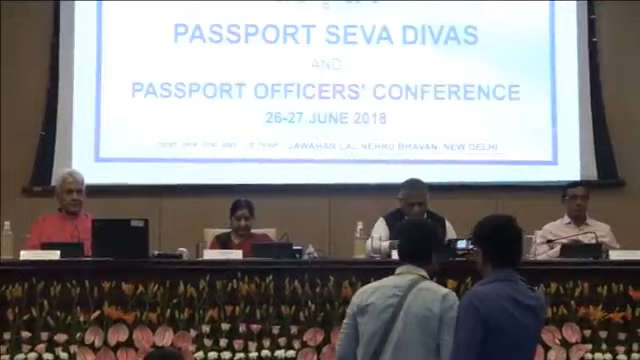 PASSPORT SEVA DIVAS
AND
PASSPORT OFFICERS' CONFERENCE
26-27 JUNE 2018
JAWAHAR LAL NEHRU BHAVAN, NEW DELHI